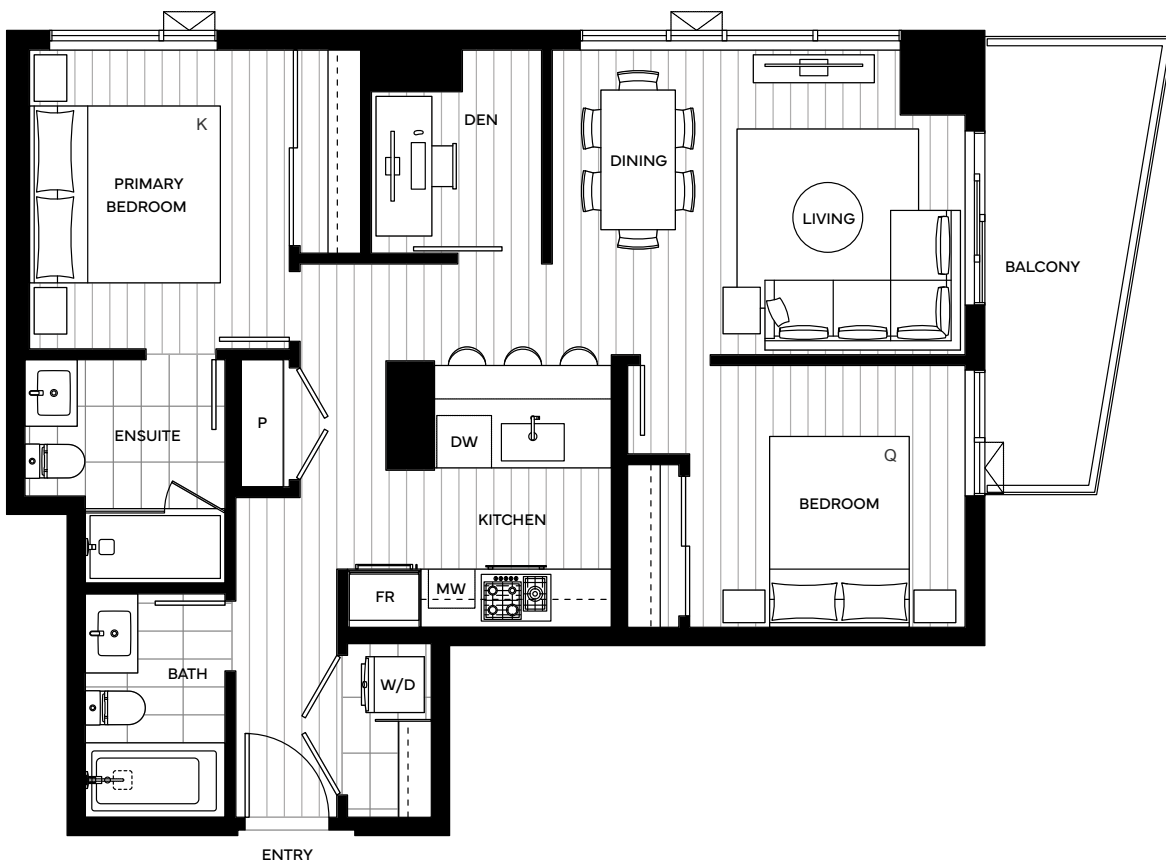 K
DEN
PRIMARY
BEDROOM
DINING
LIVING
BALCONY
P
ENSUITE
DW
Q
BEDROOM
KITCHEN
FR
MW
BATH
W/D
ENTRY